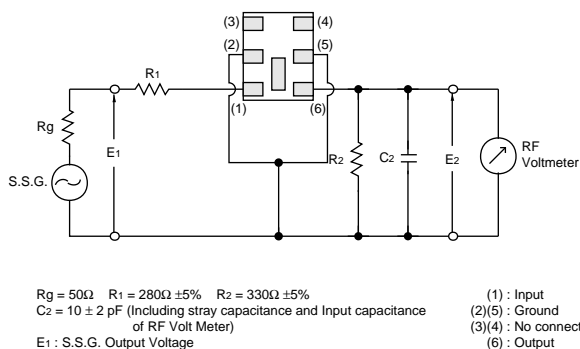 (3)
(4)
(2)
(5)
R1
(1)
(6)
Rg
E1
R2
C2
E2
RF
Voltmeter
S.S.G.
Rg = 50Ω R1 = 280Ω ±5% R2 = 330Ω ±5%
C2 = 10 ± 2 pF (Including stray capacitance and Input capacitance
of RF Volt Meter)
E1 : S.S.G. Output Voltage
(1) : Input
(2)(5) : Ground
(3)(4) : No connect
(6) : Output